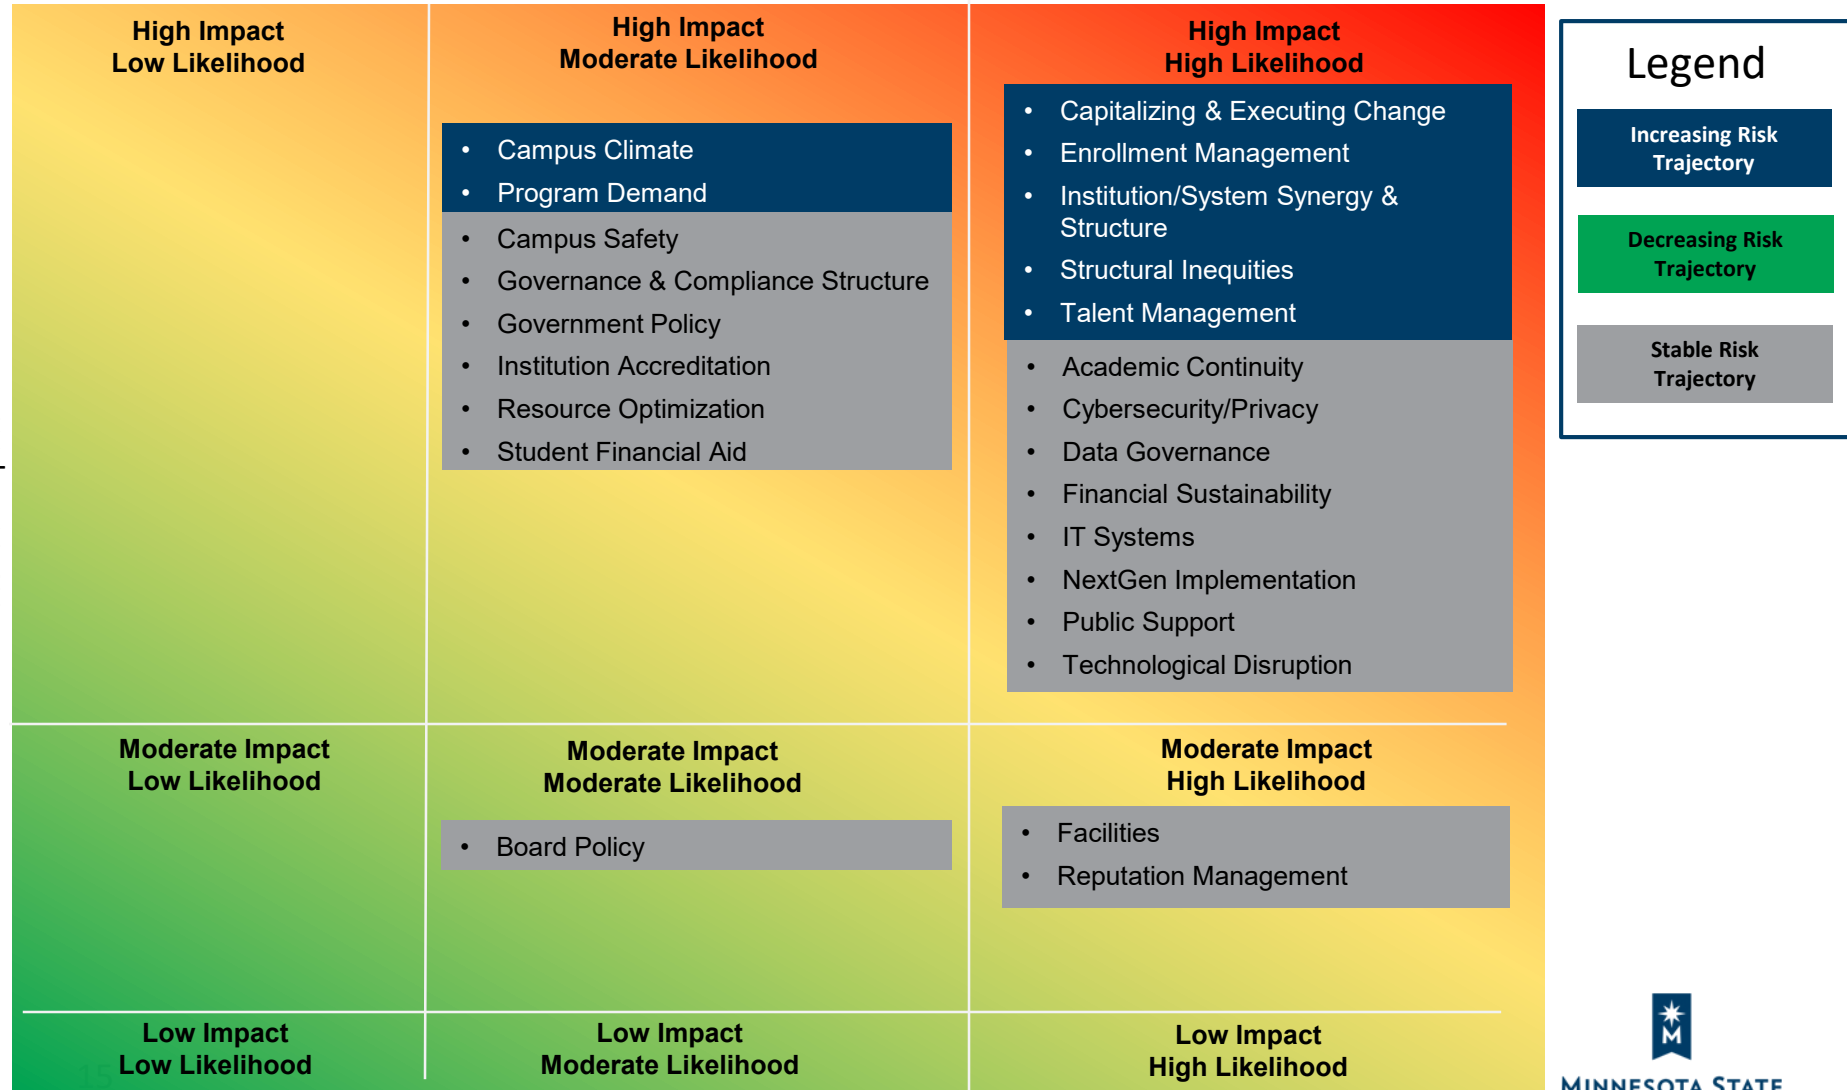 High Impact
Low Likelihood
High Impact
Moderate Likelihood
• Campus Climate
• Program Demand
• Campus Safety
• Governance & Compliance Structure
• Government Policy
• Institution Accreditation
• Resource Optimization
• Student Financial Aid
High Impact
High Likelihood
• Capitalizing & Executing Change
• Enrollment Management
• Institution/System Synergy &
Structure
• Structural Inequities
• Talent Management
• Academic Continuity
• Cybersecurity/Privacy
• Data Governance
• Financial Sustainability
• IT Systems
• NextGen Implementation
• Public Support
• Technological Disruption
Moderate Impact
Low Likelihood
Moderate Impact
Moderate Likelihood
• Board Policy
Moderate Impact
High Likelihood
• Facilities
• Reputation Management
Low Impact
Low Likelihood
Low Impact
Moderate Likelihood
Low Impact
High Likelihood
15
Legend
Increasing Risk
Trajectory
Decreasing Risk
Trajectory
Stable Risk
Trajectory
M
MINNESOTA STATE